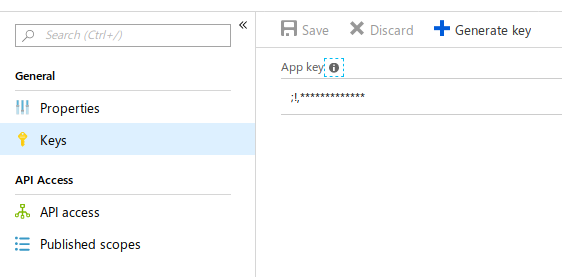 Search (Ctrl+/)
«
Save
Discard
Generate key
General
Properties
Keys
App key
;!,*************
API Access
API access
Published scopes